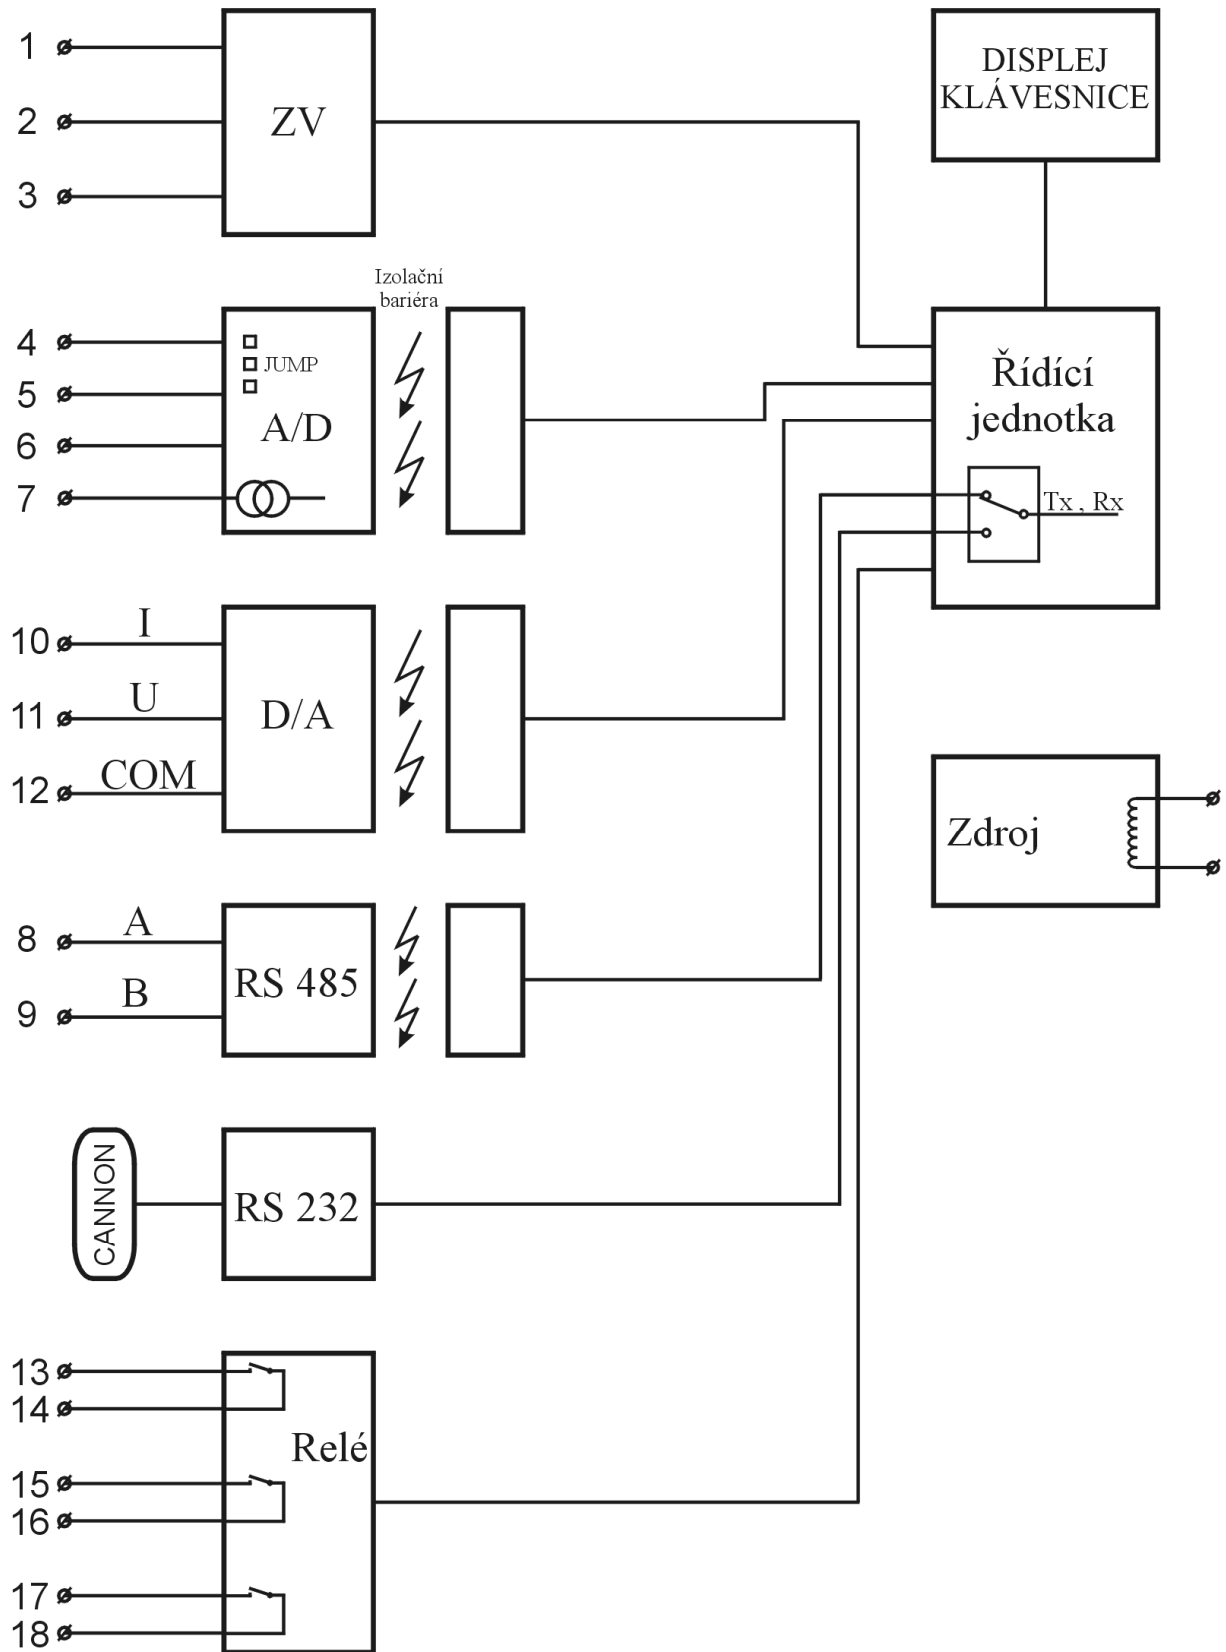 1
2
3
ZV
DISPLEJ
KLÁVESNICE
Izolační
bariéra
4
5
6
7
JUMP
A/D
Řídící
jednotka
Tx , Rx
10
I
11
U
12
COM
D/A
Zdroj
8
A
9
B
RS 485
CANNON
RS 232
13
14
15
16
17
18
Relé